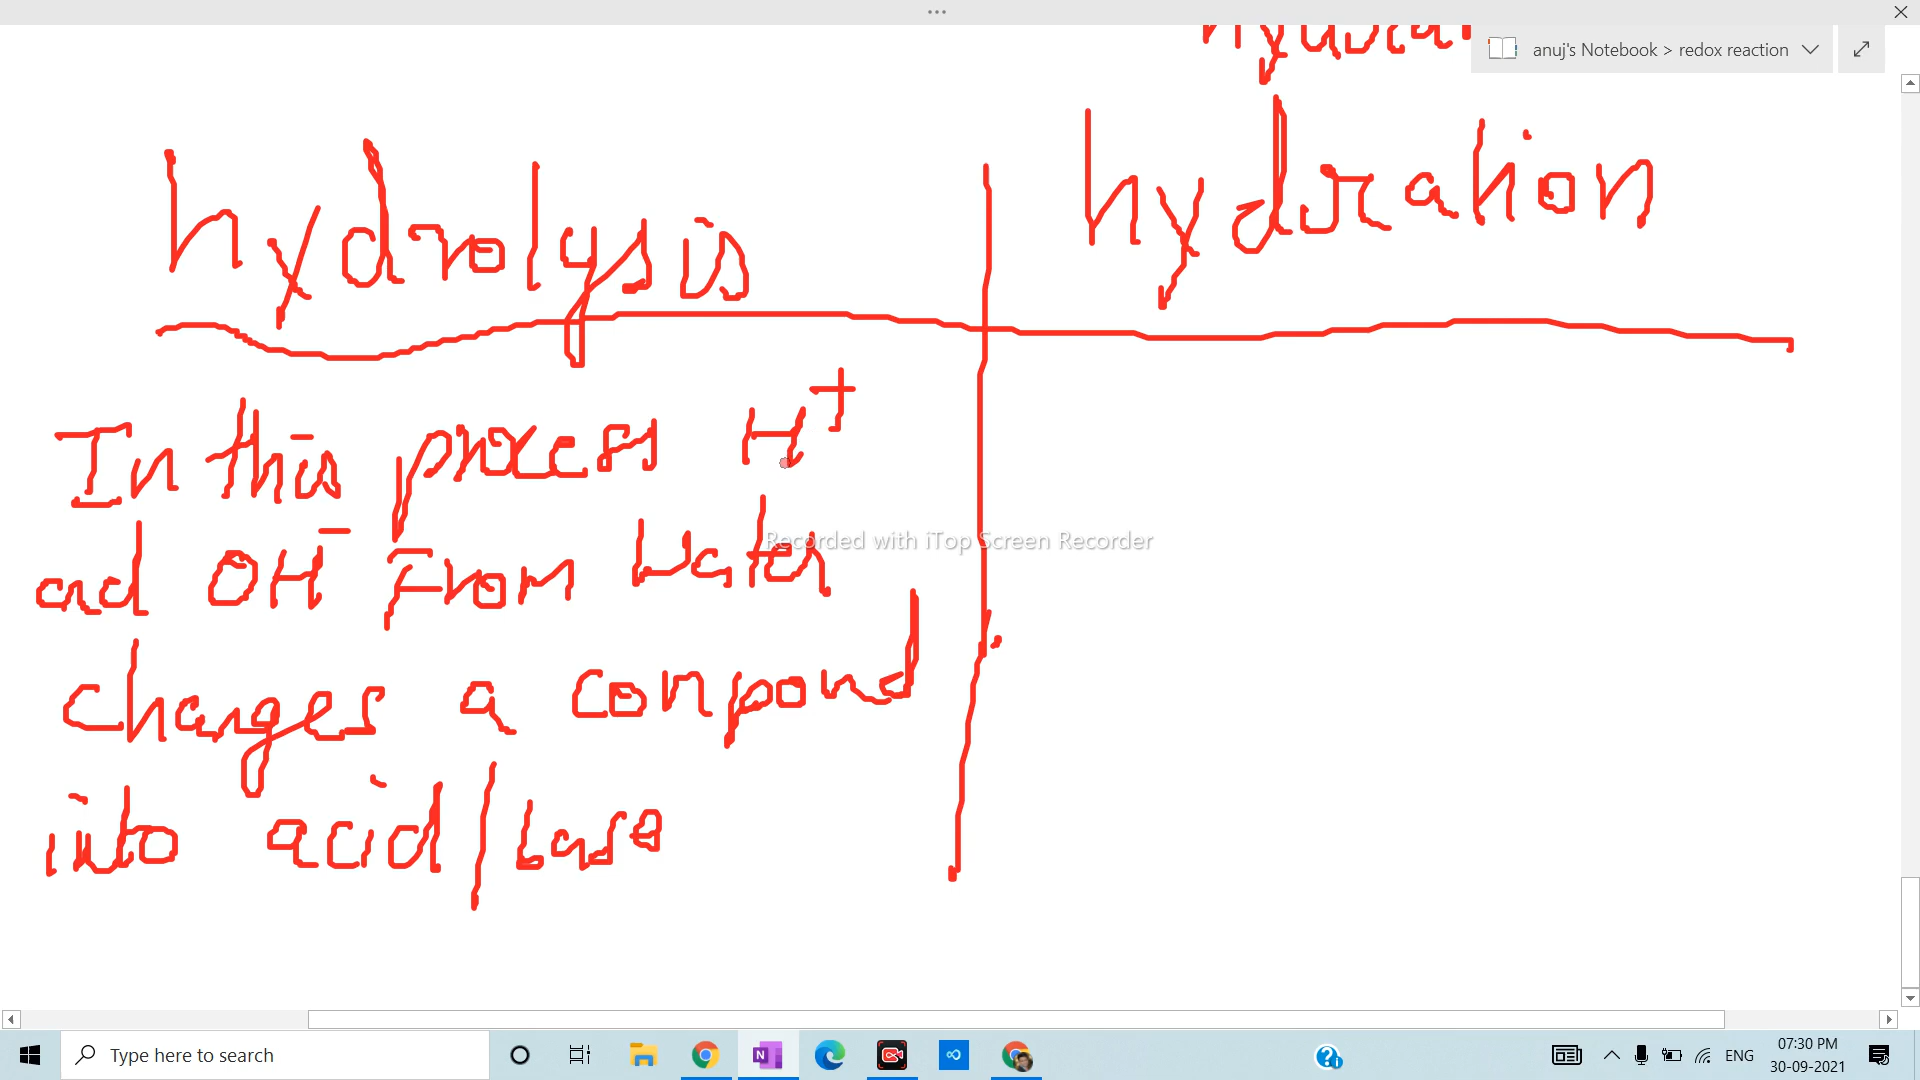 anuj's Notebook > redox reaction
hydrolysis
hydration
In this process H⁺
and OH⁻ From water
Recorded with iTop Screen Recorder
changes a conpound
into acid/base
Type here to search
ENG
07:30 PM
30-09-2021